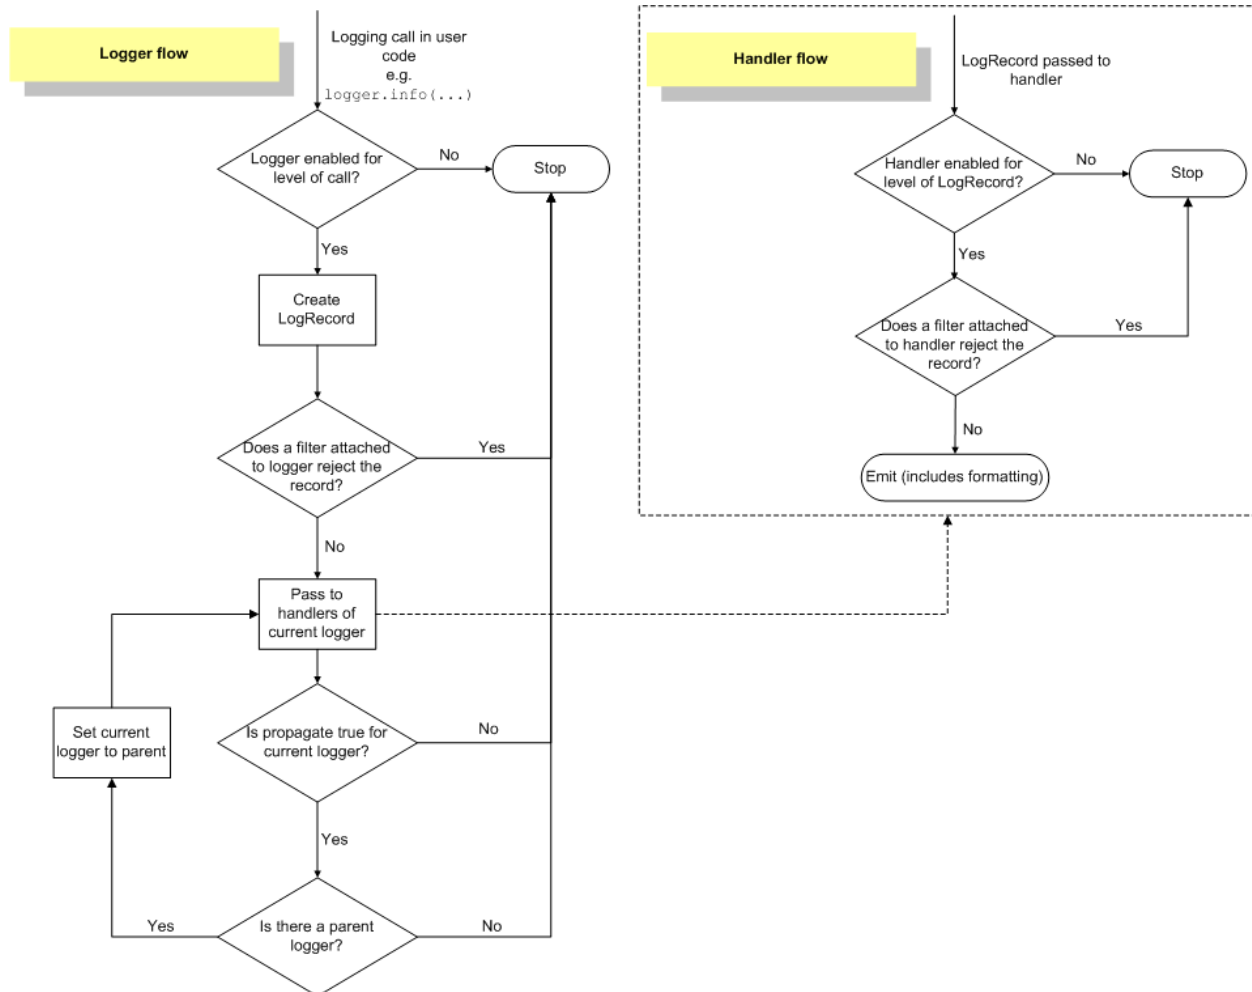 Logger flow
Logging call in user
code
e.g.
logger.info(...)
Logger enabled for
level of call?
No
Stop
Yes
Create
LogRecord
Does a filter attached
to logger reject the
record?
Yes
No
Pass to
handlers of
current logger
Set current
logger to parent
Is propagate true for
current logger?
No
Yes
Is there a parent
logger?
Yes
No
Handler flow
LogRecord passed to
handler
Handler enabled for
level of LogRecord?
No
Stop
Yes
Does a filter attached
to handler reject the
record?
Yes
No
Emit (includes formatting)